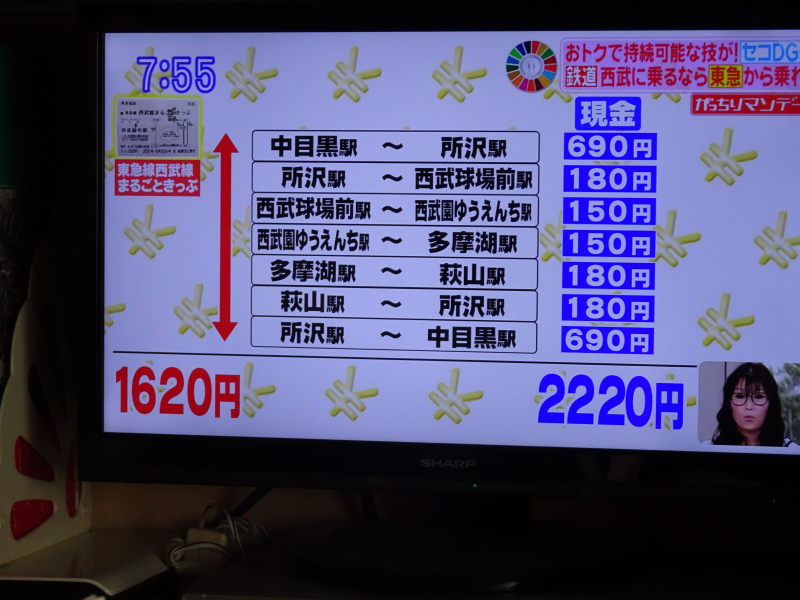 7:55
おトクで持続可能な技が!セコDG
鉄道 西武に乗るなら東急から乗れ
がっちりマンデー
東急線西武線
まるごときっぷ
現金
中目黒駅 〜 所沢駅 690円
所沢駅 〜 西武球場前駅 180円
西武球場前駅 〜 西武園ゆうえんち駅 150円
西武園ゆうえんち駅 〜 多摩湖駅 150円
多摩湖駅 〜 萩山駅 180円
萩山駅 〜 所沢駅 180円
所沢駅 〜 中目黒駅 690円
1620円
2220円
SHARP